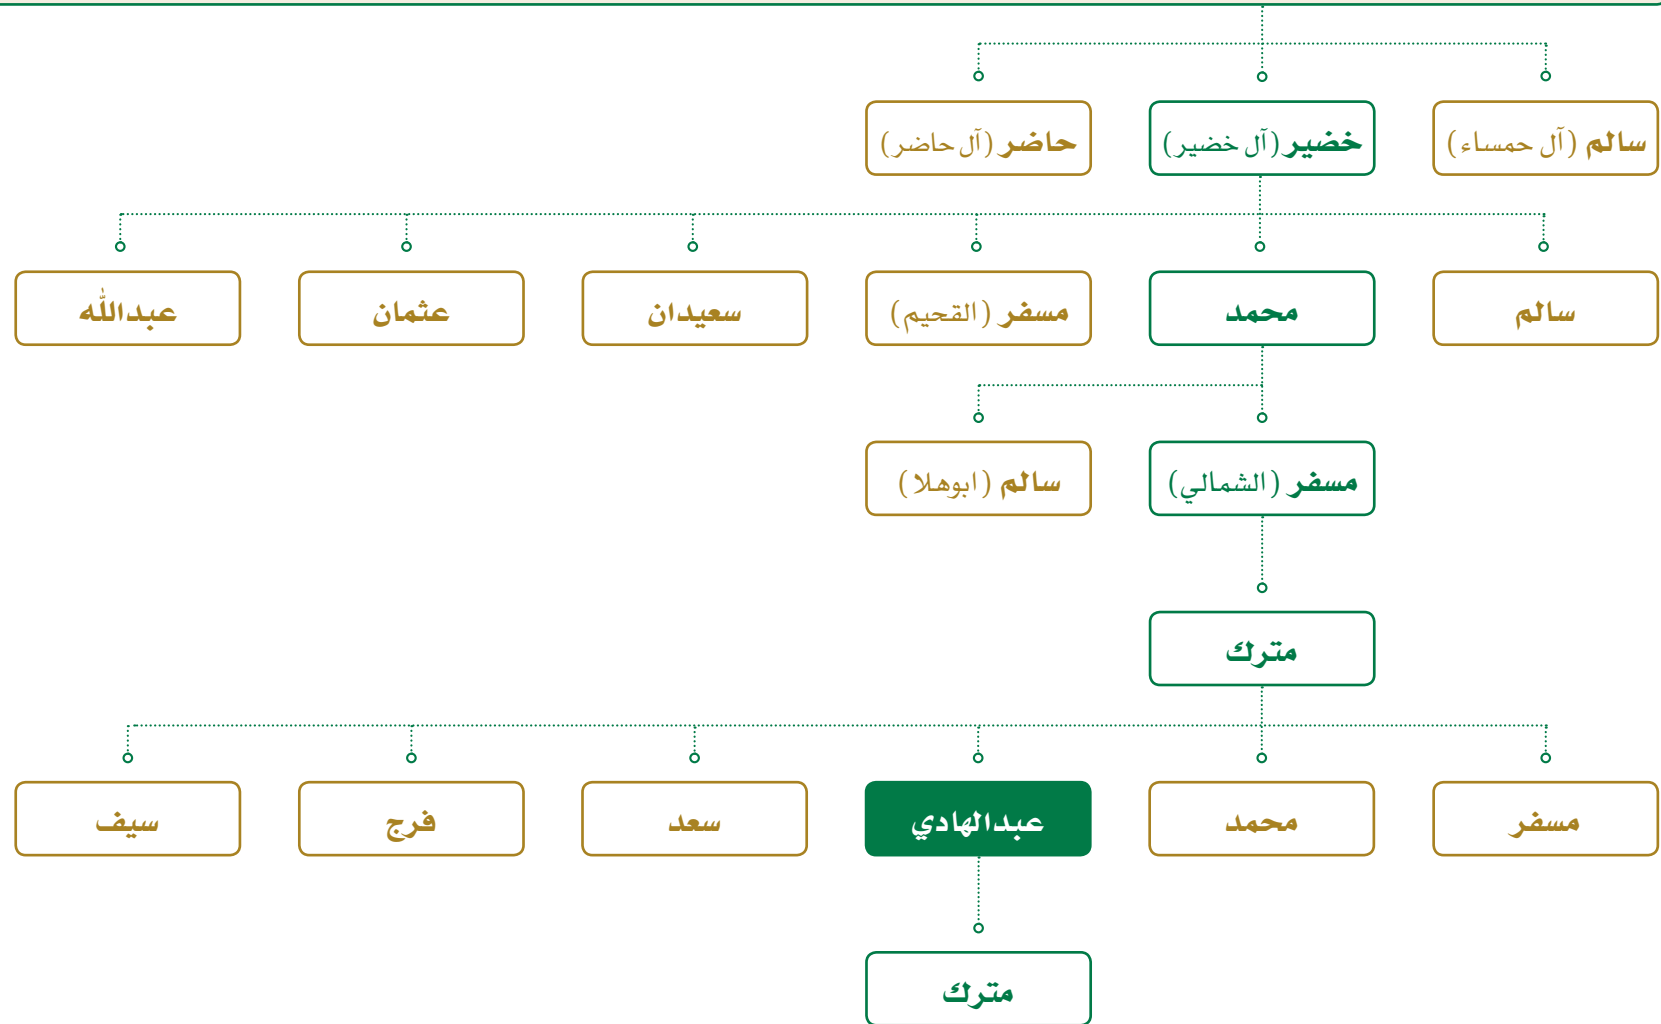 سالم (آل حمساء)
خضير (آل خضير)
حاضر (آل حاضر)
سالم
محمد
مسفر (القحيم)
سعيدان
عثمان
عبدالله
مسفر (الشمالي)
سالم (ابوهلا)
مترك
مسفر
محمد
عبدالهادي
سعد
فرج
سيف
مترك